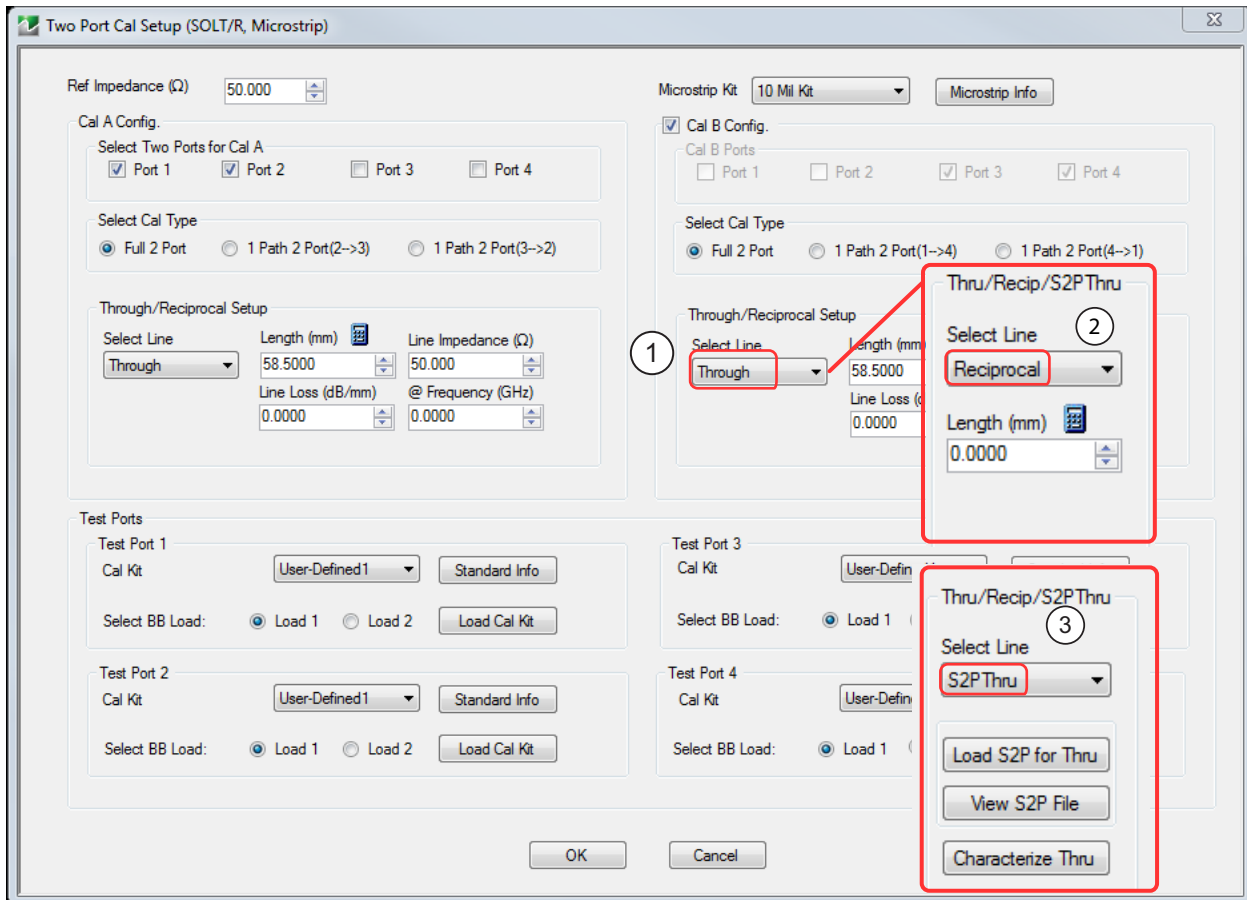 Two Port Cal Setup (SOLT/R, Microstrip)
Ref Impedance (Ω) 50.000
Microstrip Kit 10 Mil Kit Microstrip Info
Cal A Config.
Select Two Ports for Cal A
Port 1 Port 2 Port 3 Port 4
Select Cal Type
Full 2 Port 1 Path 2 Port(2-->3) 1 Path 2 Port(3-->2)
Through/Reciprocal Setup
Select Line Length (mm) Line Impedance (Ω)
Through 58.5000 50.000
Line Loss (dB/mm) @ Frequency (GHz)
0.0000 0.0000
Cal B Config.
Cal B Ports
Port 1 Port 2 Port 3 Port 4
Select Cal Type
Full 2 Port 1 Path 2 Port(1-->4) 1 Path 2 Port(4-->1)
Through/Reciprocal Setup
1
Select Line Length (mm
Through 58.5000
Line Loss (
0.0000
Thru/Recip/S2PThru
2
Select Line
Reciprocal
Length (mm)
0.0000
Test Ports
Test Port 1
Cal Kit User-Defined1 Standard Info
Select BB Load: Load 1 Load 2 Load Cal Kit
Test Port 2
Cal Kit User-Defined1 Standard Info
Select BB Load: Load 1 Load 2 Load Cal Kit
Test Port 3
Cal Kit User-Defin
Select BB Load: Load 1
Test Port 4
Cal Kit User-Defin
Select BB Load: Load 1
Thru/Recip/S2PThru
3
Select Line
S2PThru
Load S2P for Thru
View S2P File
Characterize Thru
OK Cancel